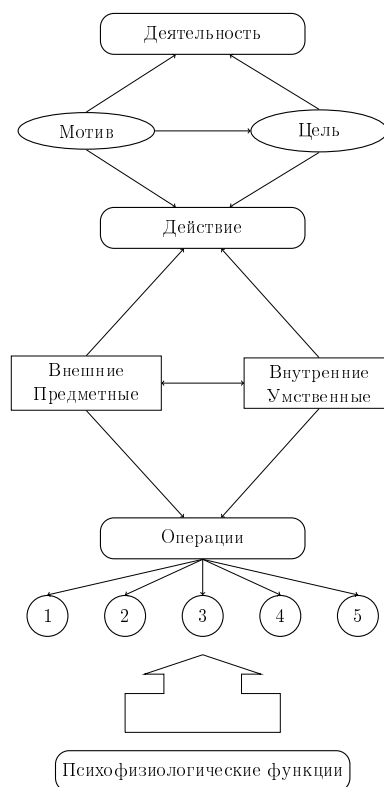 Деятельность
Мотив
Цель
Действие
Внешние
Предметные
Внутренние
Умственные
Операции
1
2
3
4
5
Психофизиологические функции